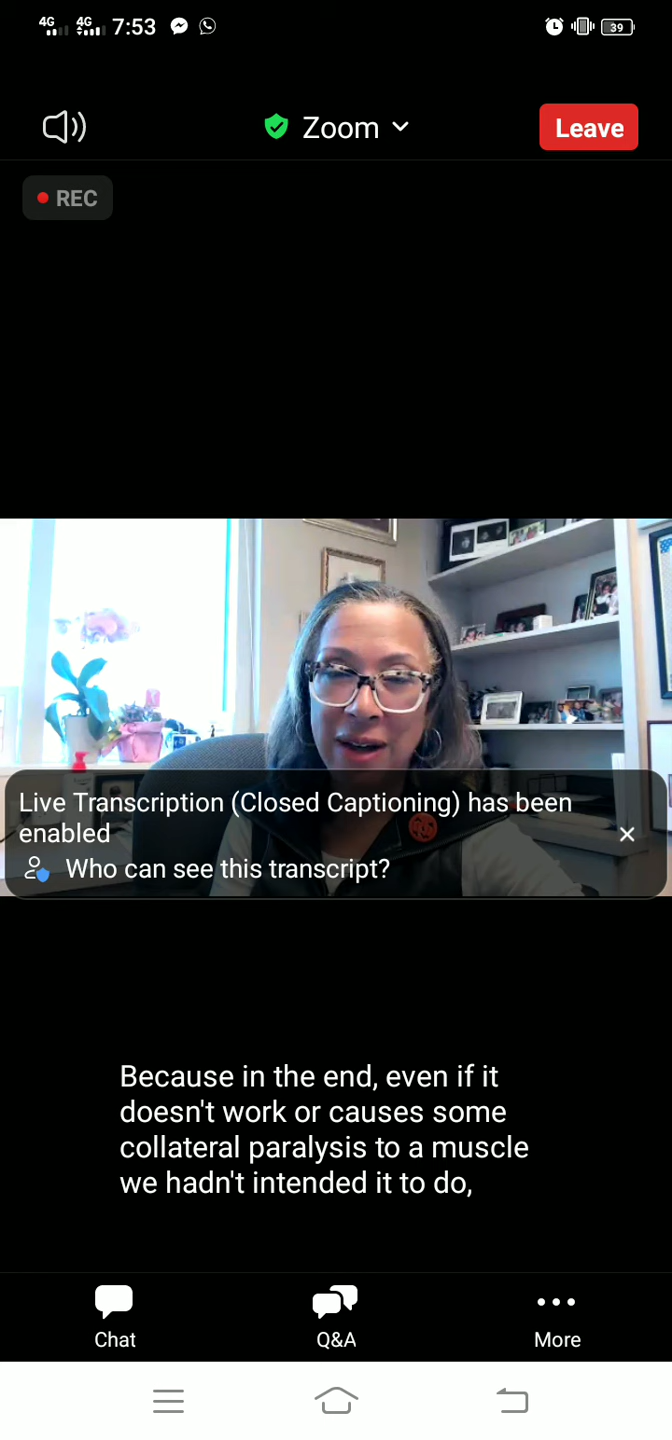 4G 4G 7:53 39
Zoom Leave
REC
Live Transcription (Closed Captioning) has been
enabled
Who can see this transcript?
Because in the end, even if it
doesn't work or causes some
collateral paralysis to a muscle
we hadn't intended it to do,
Chat Q&A More